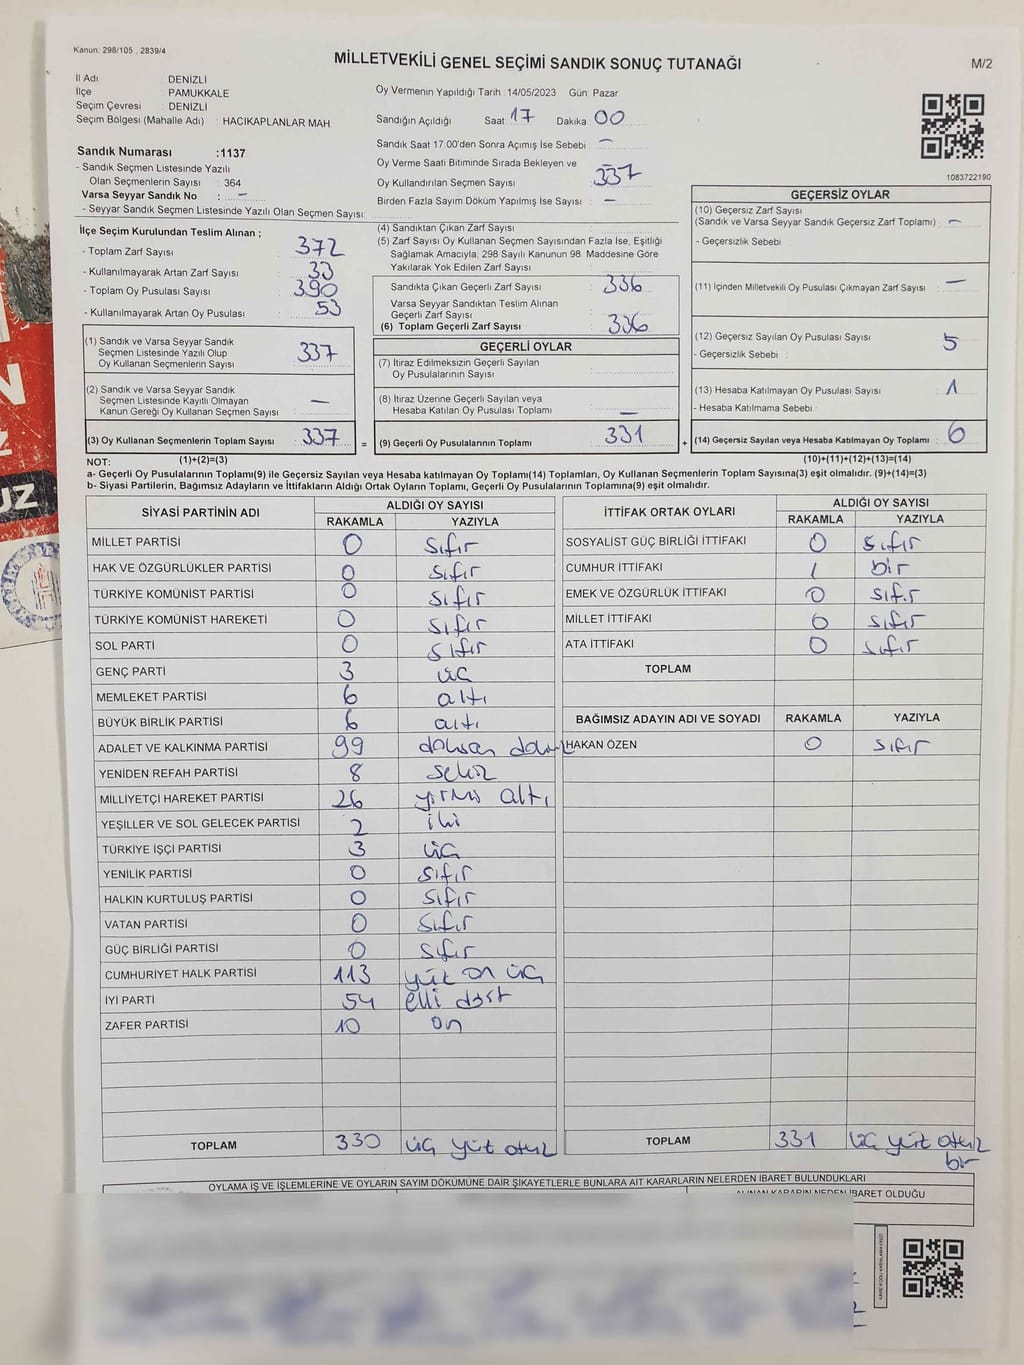 Kanun: 298/105 , 2839/4
MİLLETVEKİLİ GENEL SEÇİMİ SANDIK SONUÇ TUTANAĞI
M/2
İl Adı : DENİZLİ
İlçe : PAMUKKALE
Seçim Çevresi : DENİZLİ
Seçim Bölgesi (Mahalle Adı) : HACIKAPLANLAR MAH.
Sandık Numarası :1137
- Sandık Seçmen Listesinde Yazılı
Olan Seçmenlerin Sayısı : 364
Varsa Seyyar Sandık No : –
- Seyyar Sandık Seçmen Listesinde Yazılı Olan Seçmen Sayısı:
Oy Vermenin Yapıldığı Tarih :14/05/2023 Gün: Pazar
Sandığın Açıldığı Saat: 17 Dakika: 00
Sandık Saat 17:00'den Sonra Açımış İse Sebebi : –
Oy Verme Saati Bitiminde Sırada Bekleyen ve
Oy Kullandırılan Seçmen Sayısı : 337
Birden Fazla Sayım Döküm Yapılmış İse Sayısı : –
1083722190
İlçe Seçim Kurulundan Teslim Alınan ;
- Toplam Zarf Sayısı : 372
- Kullanılmayarak Artan Zarf Sayısı : 33
- Toplam Oy Pusulası Sayısı : 390
- Kullanılmayarak Artan Oy Pusulası : 53
(1) Sandık ve Varsa Seyyar Sandık
Seçmen Listesinde Yazılı Olup
Oy Kullanan Seçmenlerin Sayısı : 337
(2) Sandık ve Varsa Seyyar Sandık
Seçmen Listesinde Kayıtlı Olmayan
Kanun Gereği Oy Kullanan Seçmen Sayısı : –
(3) Oy Kullanan Seçmenlerin Toplam Sayısı : 337
(1)+(2)=(3)
(4) Sandıktan Çıkan Zarf Sayısı :
(5) Zarf Sayısı Oy Kullanan Seçmen Sayısından Fazla İse, Eşitliği
Sağlamak Amacıyla; 298 Sayılı Kanunun 98. Maddesine Göre
Yakılarak Yok Edilen Zarf Sayısı :
Sandıkta Çıkan Geçerli Zarf Sayısı : 336
Varsa Seyyar Sandıktan Teslim Alınan
Geçerli Zarf Sayısı :
(6) Toplam Geçerli Zarf Sayısı : 336
GEÇERLİ OYLAR
(7) İtiraz Edilmeksizin Geçerli Sayılan
Oy Pusulalarının Sayısı :
(8) İtiraz Üzerine Geçerli Sayılan veya
Hesaba Katılan Oy Pusulası Toplamı : –
= (9) Geçerli Oy Pusulalarının Toplamı : 331 +
GEÇERSİZ OYLAR
(10) Geçersiz Zarf Sayısı
(Sandık ve Varsa Seyyar Sandık Geçersiz Zarf Toplamı) : –
- Geçersizlik Sebebi :
(11) İçinden Milletvekili Oy Pusulası Çıkmayan Zarf Sayısı : –
(12) Geçersiz Sayılan Oy Pusulası Sayısı : 5
- Geçersizlik Sebebi :
(13) Hesaba Katılmayan Oy Pusulası Sayısı : 1
- Hesaba Katılmama Sebebi :
(14) Geçersiz Sayılan veya Hesaba Katılmayan Oy Toplamı : 6
(10)+(11)+(12)+(13)=(14)
NOT:
a- Geçerli Oy Pusulalarının Toplamı(9) ile Geçersiz Sayılan veya Hesaba katılmayan Oy Toplamı(14) Toplamları, Oy Kullanan Seçmenlerin Toplam Sayısına(3) eşit olmalıdır. (9)+(14)=(3)
b- Siyasi Partilerin, Bağımsız Adayların ve İttifakların Aldığı Ortak Oyların Toplamı, Geçerli Oy Pusulalarının Toplamına(9) eşit olmalıdır.
SİYASİ PARTİNİN ADI ALDIĞI OY SAYISI
RAKAMLA YAZIYLA
MİLLET PARTİSİ 0 sıfır
HAK VE ÖZGÜRLÜKLER PARTİSİ 0 sıfır
TÜRKİYE KOMÜNİST PARTİSİ 0 sıfır
TÜRKİYE KOMÜNİST HAREKETİ 0 sıfır
SOL PARTİ 0 sıfır
GENÇ PARTİ 3 üç
MEMLEKET PARTİSİ 6 altı
BÜYÜK BİRLİK PARTİSİ 6 altı
ADALET VE KALKINMA PARTİSİ 99 doksan
YENİDEN REFAH PARTİSİ 8 sekiz
MİLLİYETÇİ HAREKET PARTİSİ 26 yirmi altı
YEŞİLLER VE SOL GELECEK PARTİSİ 2 iki
TÜRKİYE İŞÇİ PARTİSİ 3 üç
YENİLİK PARTİSİ 0 sıfır
HALKIN KURTULUŞ PARTİSİ 0 sıfır
VATAN PARTİSİ 0 sıfır
GÜÇ BİRLİĞİ PARTİSİ 0 sıfır
CUMHURİYET HALK PARTİSİ 113 yüz on üç
İYİ PARTİ 54 elli dört
ZAFER PARTİSİ 10 on
TOPLAM 330 üç yüz otuz
İTTİFAK ORTAK OYLARI ALDIĞI OY SAYISI
RAKAMLA YAZIYLA
SOSYALİST GÜÇ BİRLİĞİ İTTİFAKI 0 sıfır
CUMHUR İTTİFAKI 1 bir
EMEK VE ÖZGÜRLÜK İTTİFAKI 0 sıfır
MİLLET İTTİFAKI 0 sıfır
ATA İTTİFAKI 0 sıfır
TOPLAM
BAĞIMSIZ ADAYIN ADI VE SOYADI RAKAMLA YAZIYLA
HAKAN ÖZEN 0 sıfır
TOPLAM 331 üç yüz otuz
bir
OYLAMA İŞ VE İŞLEMLERİNE VE OYLARIN SAYIM DÖKÜMÜNE DAİR ŞİKAYETLERLE BUNLARA AİT KARARLARIN NELERDEN İBARET BULUNDUKLARI
ALINAN KARARIN NEDEN İBARET OLDUĞU